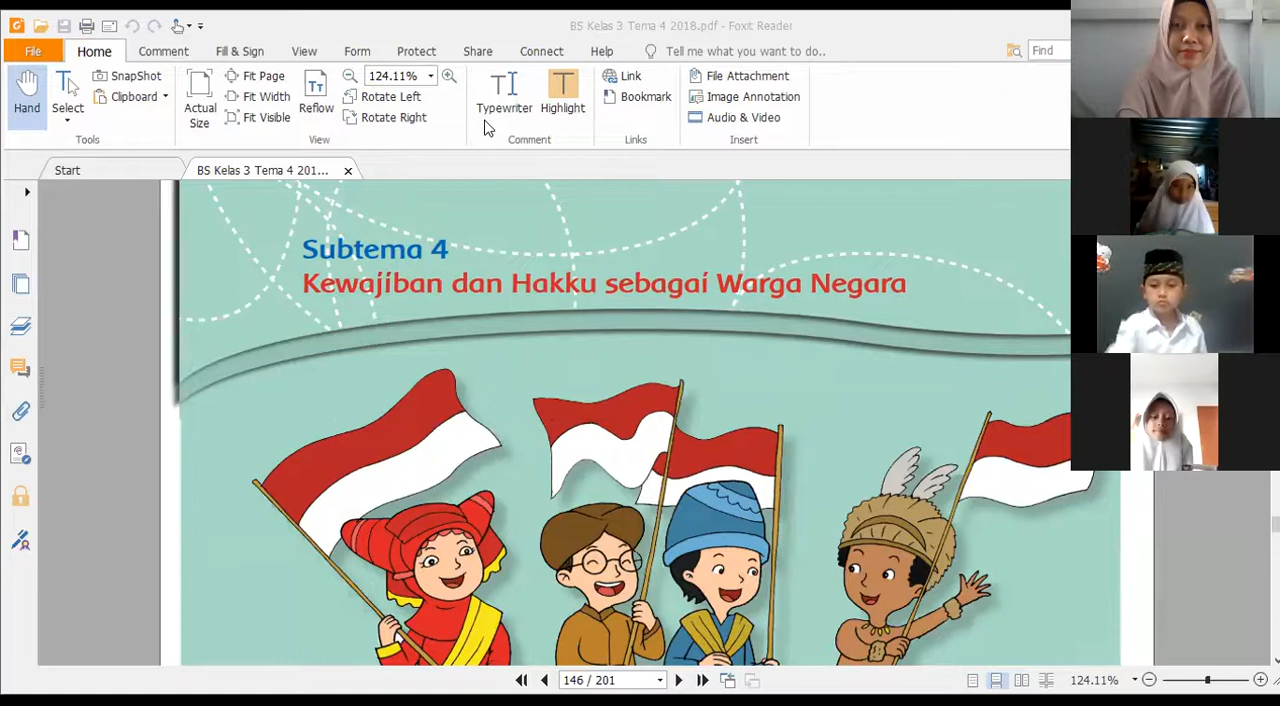 BS Kelas 3 Tema 4 2018.pdf - Foxit Reader
File Home Comment Fill & Sign View Form Protect Share Connect Help Tell me what you want to do.. Find
Hand
Select
SnapShot
Clipboard
Tools
Actual Size
Fit Page
Fit Width
Fit Visible
Reflow
124.11%
Rotate Left
Rotate Right
View
Typewriter
Highlight
Comment
Link
Bookmark
Links
File Attachment
Image Annotation
Audio & Video
Insert
Start
BS Kelas 3 Tema 4 201...
Subtema 4
Kewajiban dan Hakku sebagai Warga Negara
146 / 201
124.11%